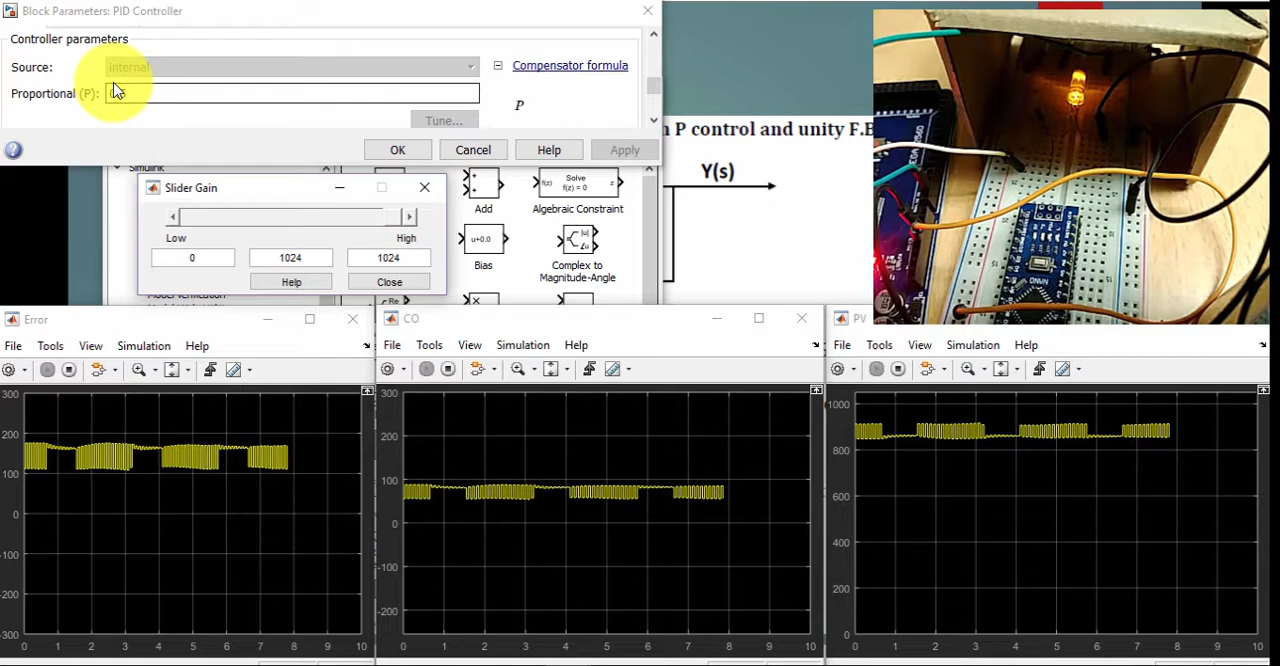 Block Parameters: PID Controller
Controller parameters
Source: internal
Compensator formula
Proportional (P):
P
Tune...
OK Cancel Help Apply
P control and unity F.B
Y(s)
Simulink
Slider Gain
Low High
0 1024 1024
Help Close
Add
Solve
f(z) = 0
f(z) z
Algebraic Constraint
u+0.0
Bias
|u|
∠u
Complex to
Magnitude-Angle
Re
Error
File Tools View Simulation Help
300
200
100
0
-100
-200
-300
0 1 2 3 4 5 6 7 8 9 10
CO
File Tools View Simulation Help
300
200
100
0
-100
-200
0 1 2 3 4 5 6 7 8 9 10
PV
File Tools View Simulation Help
1000
800
600
400
200
0
0 1 2 3 4 5 6 7 8 9 10
NANO